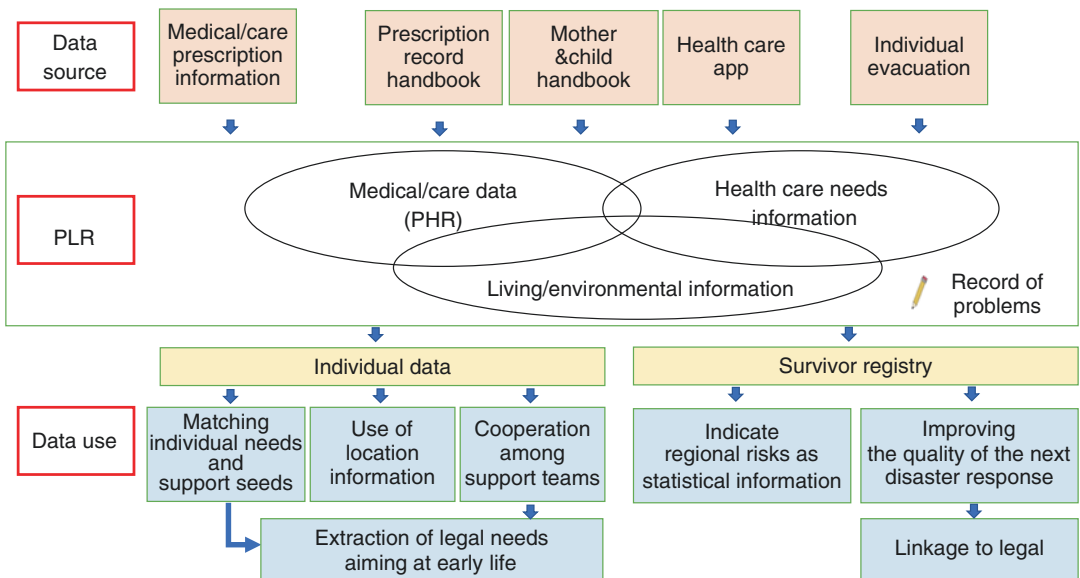 Data
source
Medical/care
prescription
information
Prescription
record
handbook
Mother
&child
handbook
Health care
app
Individual
evacuation
PLR
Medical/care data
(PHR)
Health care needs
information
Living/environmental information
Record of
problems
Individual data
Survivor registry
Data use
Matching
individual needs
and
support seeds
Use of
location
information
Cooperation
among
support teams
Indicate
regional risks as
statistical information
Improving
the quality of the next
disaster response
Extraction of legal needs
aiming at early life
Linkage to legal